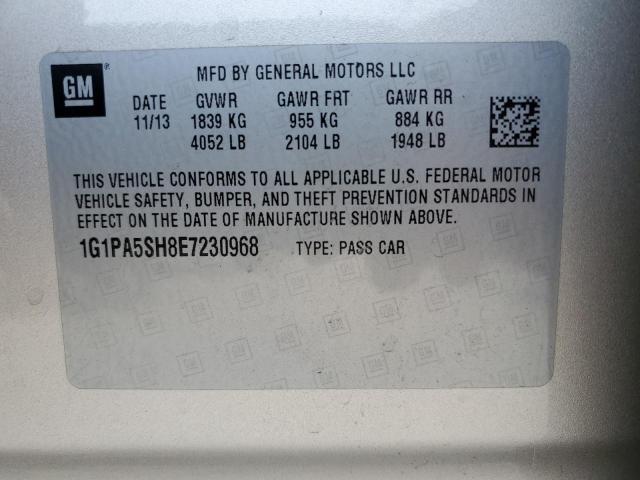 GM®
MFD BY GENERAL MOTORS LLC
DATE GVWR GAWR FRT GAWR RR
11/13 1839 KG 955 KG 884 KG
4052 LB 2104 LB 1948 LB
THIS VEHICLE CONFORMS TO ALL APPLICABLE U.S. FEDERAL MOTOR
VEHICLE SAFETY, BUMPER, AND THEFT PREVENTION STANDARDS IN
EFFECT ON THE DATE OF MANUFACTURE SHOWN ABOVE.
1G1PA5SH8E7230968 TYPE: PASS CAR